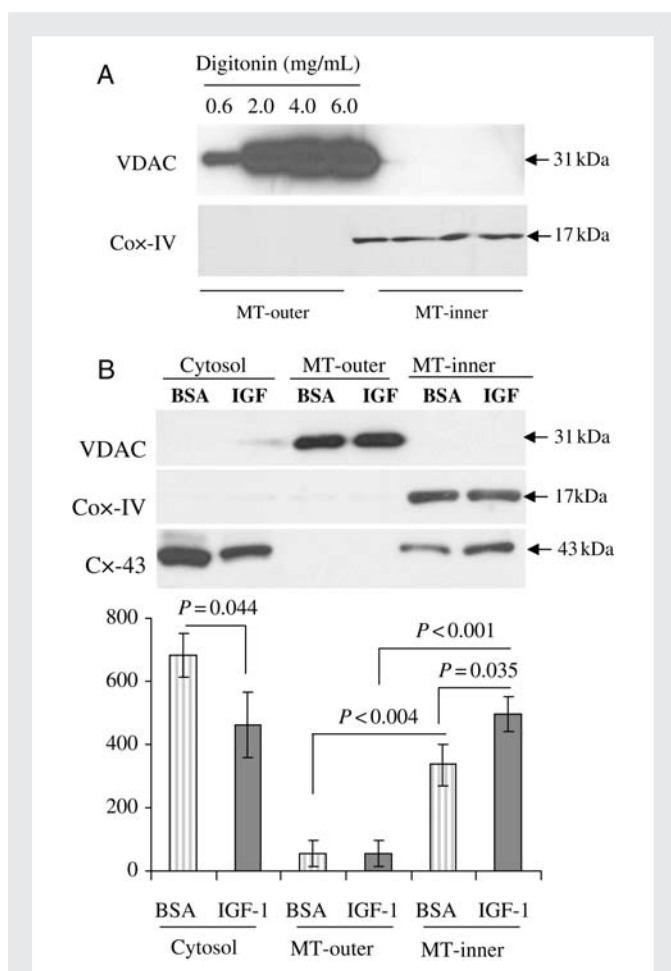 A
Digitonin (mg/mL)
0.6 2.0 4.0 6.0
VDAC 31 kDa
Cox-IV 17 kDa
MT-outer MT-inner
B
Cytosol MT-outer MT-inner
BSA IGF BSA IGF BSA IGF
VDAC 31 kDa
Cox-IV 17kDa
Cx-43 43 kDa
800
600
400
200
0
P=0.044
P<0.001
P=0.035
P<0.004
BSA IGF-1 BSA IGF-1 BSA IGF-1
Cytosol MT-outer MT-inner